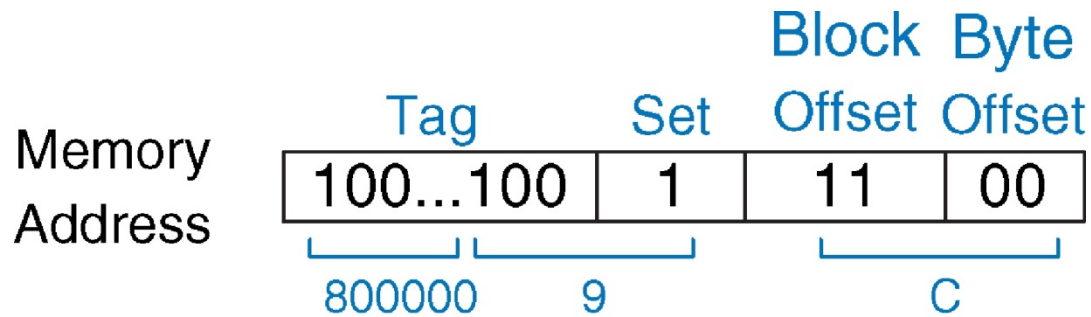 Block Byte
Tag Set Offset Offset
Memory Address
100...100 1 11 00
800000 9 C